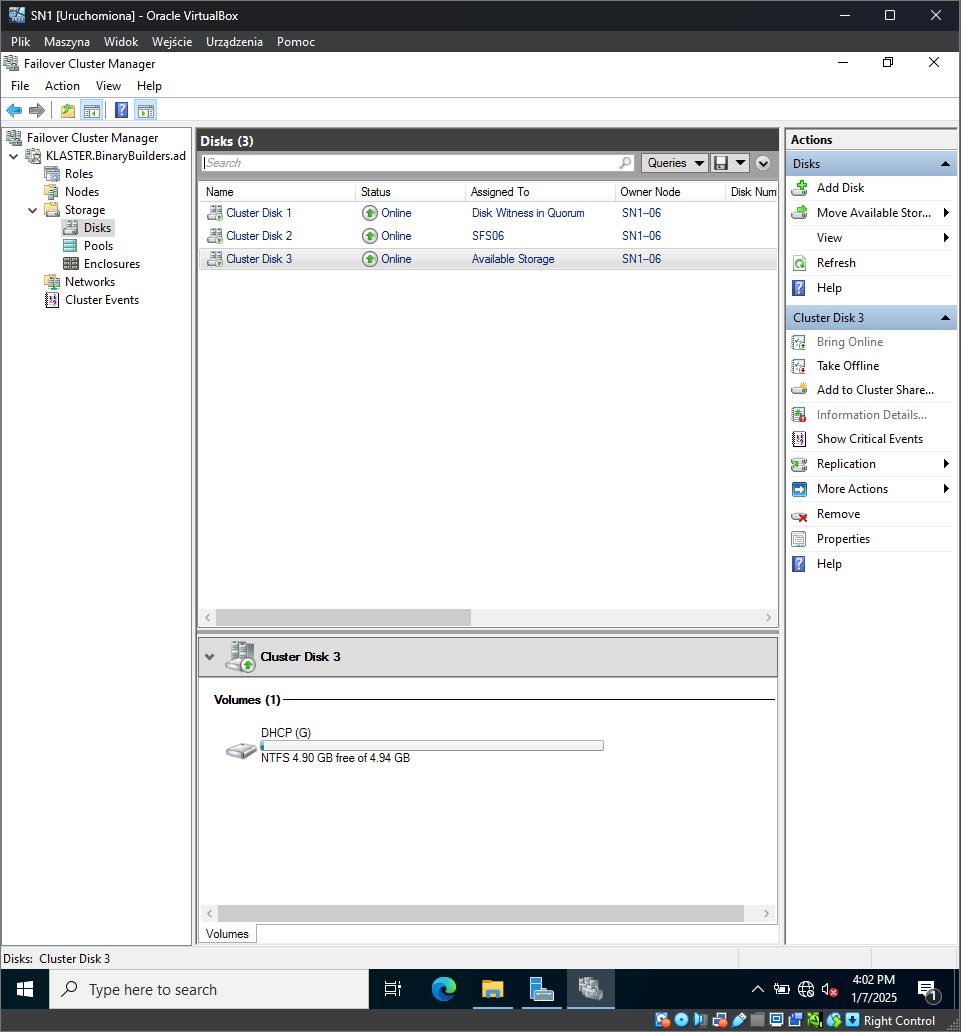 SN1 [Uruchomiona] - Oracle VirtualBox
Plik Maszyna Widok Wejście Urządzenia Pomoc
Failover Cluster Manager
File Action View Help
Failover Cluster Manager
KLASTER.BinaryBuilders.ad
Roles
Nodes
Storage
Disks
Pools
Enclosures
Networks
Cluster Events
Disks (3)
Search
Queries
Name Status Assigned To Owner Node Disk Num
Cluster Disk 1 Online Disk Witness in Quorum SN1--06
Cluster Disk 2 Online SFS06 SN1--06
Cluster Disk 3 Online Available Storage SN1--06
Cluster Disk 3
Volumes (1)
DHCP (G)
NTFS 4.90 GB free of 4.94 GB
Volumes
Actions
Disks
Add Disk
Move Available Stor...
View
Refresh
Help
Cluster Disk 3
Bring Online
Take Offline
Add to Cluster Share...
Information Details...
Show Critical Events
Replication
More Actions
Remove
Properties
Help
Disks: Cluster Disk 3
Type here to search
4:02 PM
1/7/2025
1
Right Control